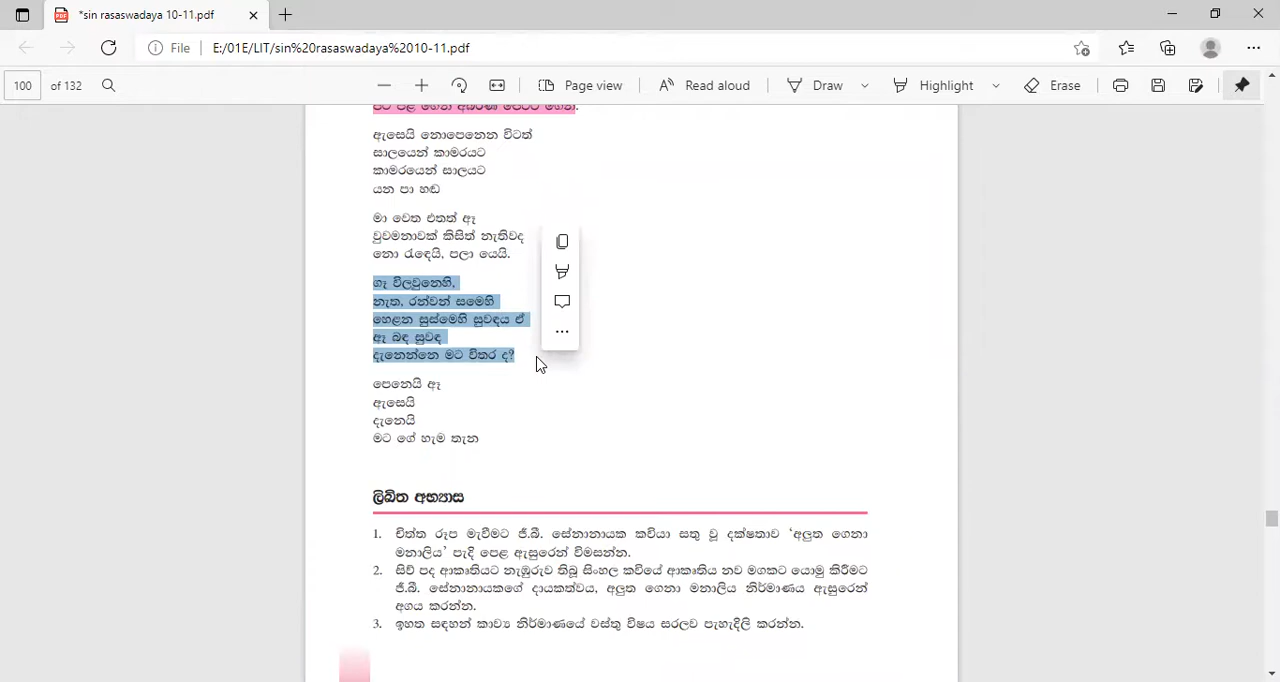 *sin rasaswadaya 10-11.pdf
File E:/01E/LIT/sin%20rasaswadaya%2010-11.pdf
100 of 132 Page view Read aloud Draw Highlight Erase
පට පිළි ගෙන අබරණ පෙට්ටි ගෙන.
ඇසෙයි නොපෙනෙන විටත්
සාලයෙන් කාමරයට
කාමරයෙන් සාලයට
යන පා හඬ
මා වෙත එතත් ඈ
වුවමනාවක් කිසිත් නැතිවද
නො රැඳෙයි, පලා යෙයි.
ගෑ විලවුනෙහි,
නැත, රන්වන් සමෙහි
හෙළන සුස්මෙහි සුවඳය ඒ
ඈ බඳ සුවඳ
දැනෙන්නෙ මට විතර ද?
පෙනෙයි ඈ
ඇසෙයි
දැනෙයි
මට ගේ හැම තැන
ලිඛිත අභ්‍යාස
1. චිත්ත රූප මැවීමට ජී.බී. සේනානායක කවියා සතු වූ දක්ෂතාව ‘අලුත ගෙනා
මනාලිය’ පැදි පෙළ ඇසුරෙන් විමසන්න.
2. සිව් පද ආකෘතියට නැඹුරුව තිබූ සිංහල කවියේ ආකෘතිය නව මගකට යොමු කිරීමට
ජී.බී. සේනානායකගේ දායකත්වය, අලුත ගෙනා මනාලිය නිර්මාණය ඇසුරෙන්
අගය කරන්න.
3. ඉහත සඳහන් කාව්‍ය නිර්මාණයේ වස්තු විෂය සරලව පැහැදිලි කරන්න.